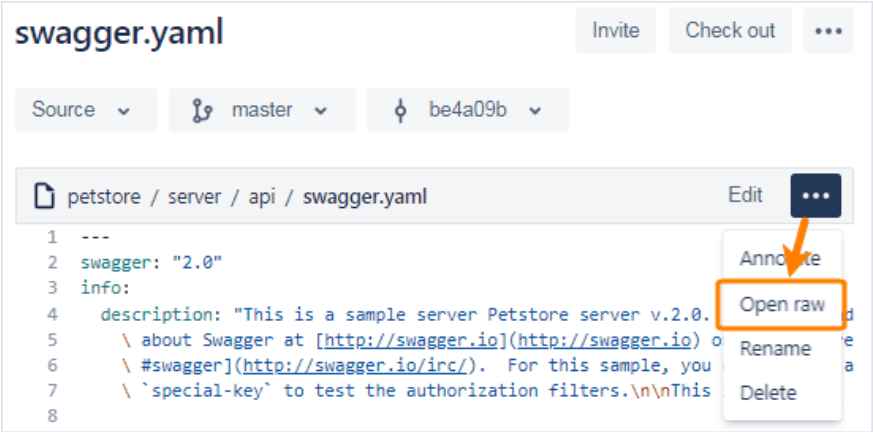 swagger.yaml Invite Check out •••
Source master be4a09b
petstore / server / api / swagger.yaml Edit •••
1 ---
2 swagger: "2.0"
3 info:
4 description: "This is a sample server Petstore server v.2.0. d
5 \ about Swagger at [http://swagger.io](http://swagger.io) o re
6 \ #swagger](http://swagger.io/irc/). For this sample, you a
7 \ `special-key` to test the authorization filters.\n\nThis
8
Annotate
Open raw
Rename
Delete